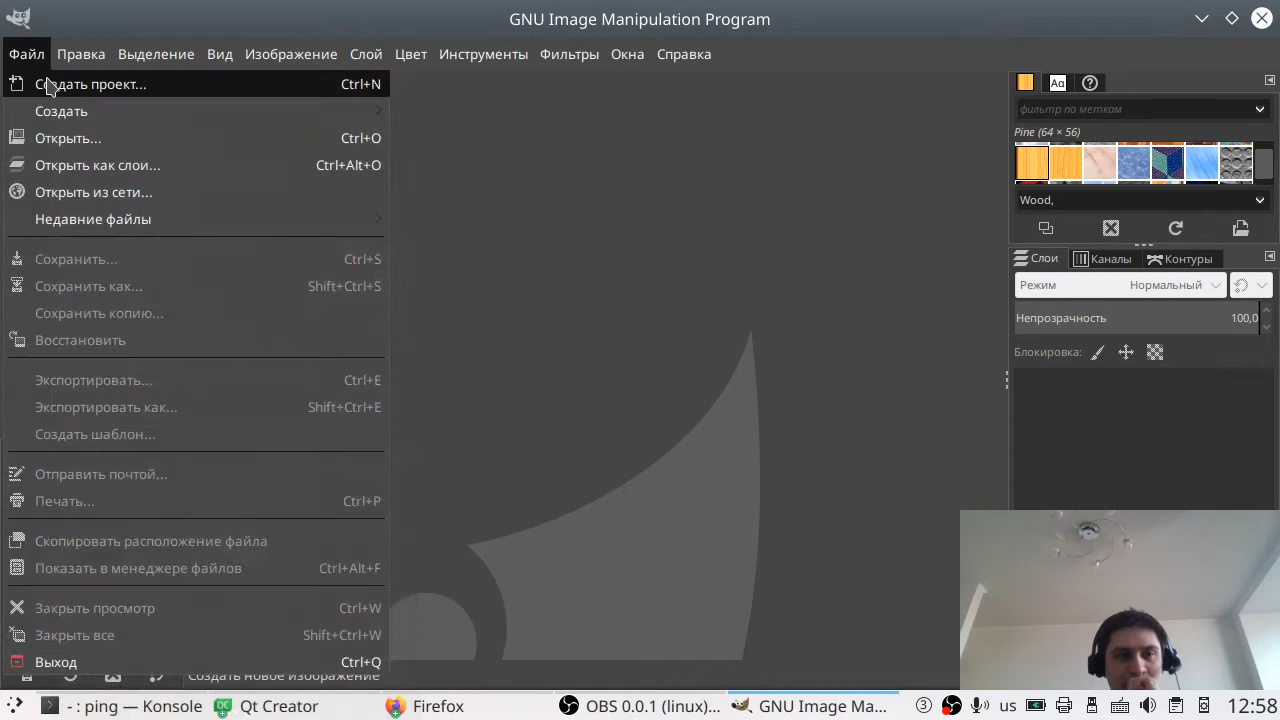 GNU Image Manipulation Program
Файл Правка Выделение Вид Изображение Слой Цвет Инструменты Фильтры Окна Справка
Создать проект... Ctrl+N
Создать
Открыть... Ctrl+O
Открыть как слои... Ctrl+Alt+O
Открыть из сети...
Недавние файлы
Сохранить... Ctrl+S
Сохранить как... Shift+Ctrl+S
Сохранить копию...
Восстановить
Экспортировать... Ctrl+E
Экспортировать как... Shift+Ctrl+E
Создать шаблон...
Отправить почтой...
Печать... Ctrl+P
Скопировать расположение файла
Показать в менеджере файлов Ctrl+Alt+F
Закрыть просмотр Ctrl+W
Закрыть все Shift+Ctrl+W
Выход Ctrl+Q
Создать новое изображение
Aα
фильтр по меткам
Pine (64 × 56)
Wood,
Слои Каналы Контуры
Режим Нормальный
Непрозрачность 100,0
Блокировка:
- : ping — Konsole Qt Creator Firefox OBS 0.0.1 (linux)... GNU Image Ma... 3 us 12:58